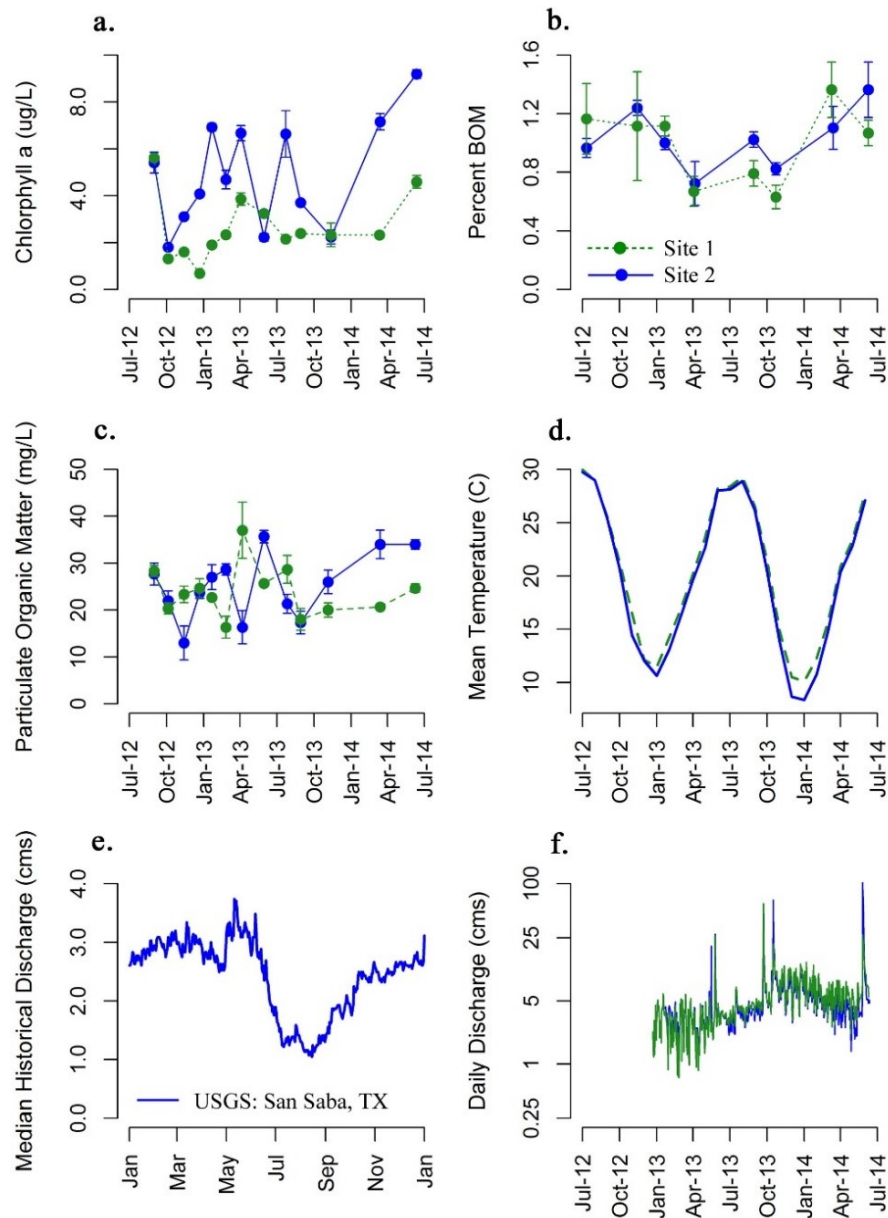 a.
Chlorphyll a (ug/L)
0.0 4.0 8.0
Jul-12 Oct-12 Jan-13 Apr-13 Jul-13 Oct-13 Jan-14 Apr-14 Jul-14
b.
Percent BOM
0.0 0.4 0.8 1.2 1.6
Site 1
Site 2
Jul-12 Oct-12 Jan-13 Apr-13 Jul-13 Oct-13 Jan-14 Apr-14 Jul-14
c.
Particulate Organic Matter (mg/L)
0 10 20 30 40 50
Jul-12 Oct-12 Jan-13 Apr-13 Jul-13 Oct-13 Jan-14 Apr-14 Jul-14
d.
Mean Temperature (C)
10 15 20 25 30
Jul-12 Oct-12 Jan-13 Apr-13 Jul-13 Oct-13 Jan-14 Apr-14 Jul-14
e.
Median Historical Discharge (cms)
0.0 1.0 2.0 3.0 4.0
USGS: San Saba, TX
Jan Mar May Jul Sep Nov Jan
f.
Daily Discharge (cms)
0.25 1 5 25 100
Jul-12 Oct-12 Jan-13 Apr-13 Jul-13 Oct-13 Jan-14 Apr-14 Jul-14